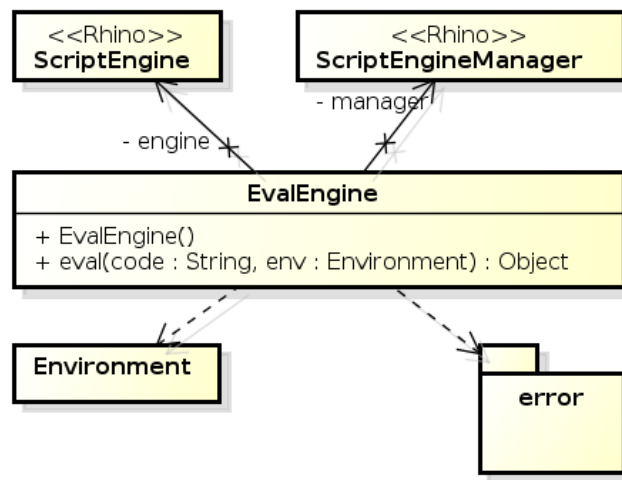 <<Rhino>>
ScriptEngine
<<Rhino>>
ScriptEngineManager
- manager
- engine
EvalEngine
+ EvalEngine()
+ eval(code : String, env : Environment) : Object
Environment
error